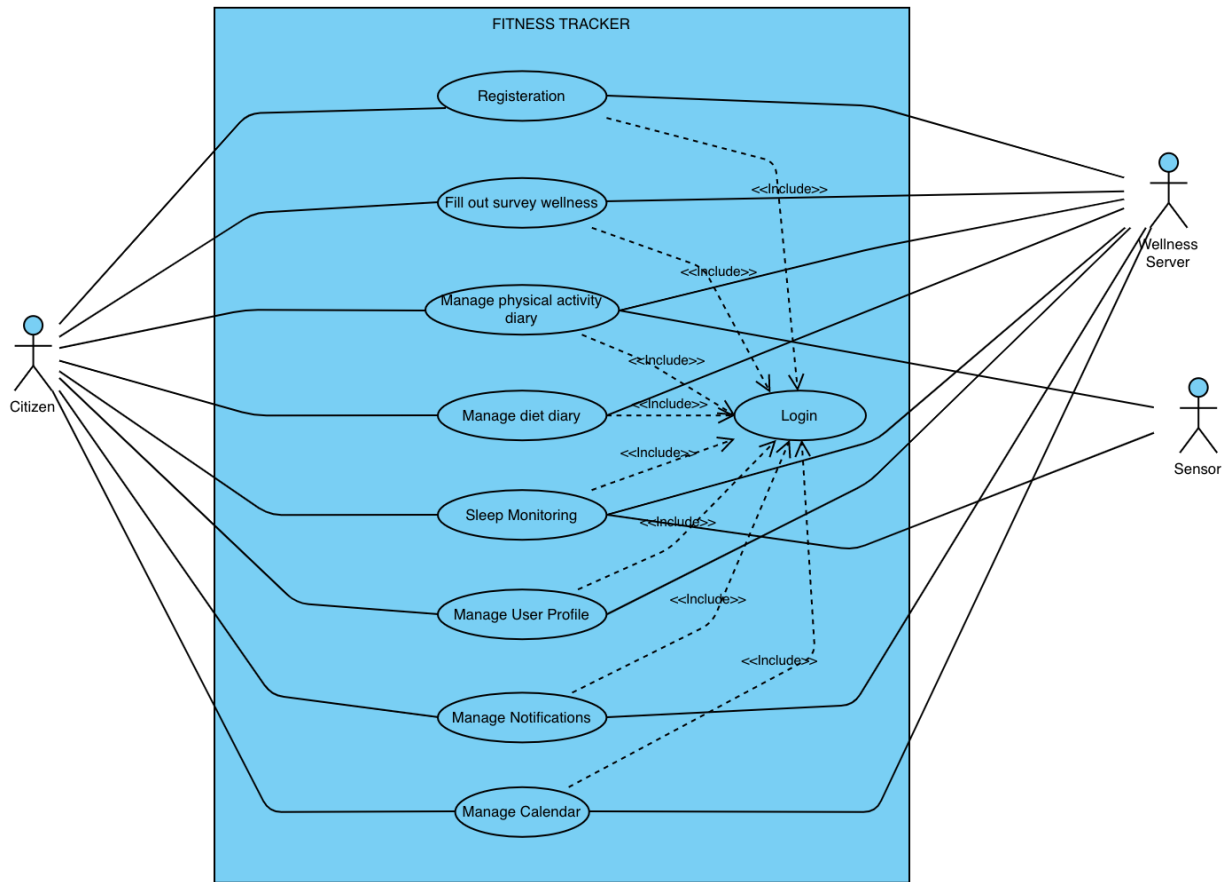 FITNESS TRACKER
Registeration
<<Include>>
Fill out survey wellness
Wellness
Server
<<Include>>
Manage physical activity
diary
Citizen
<<Include>>
Manage diet diary
<<Include>>
Login
<<Include>>
Sensor
Sleep Monitoring
<<Include>>
Manage User Profile
<<Include>>
<<Include>>
Manage Notifications
Manage Calendar